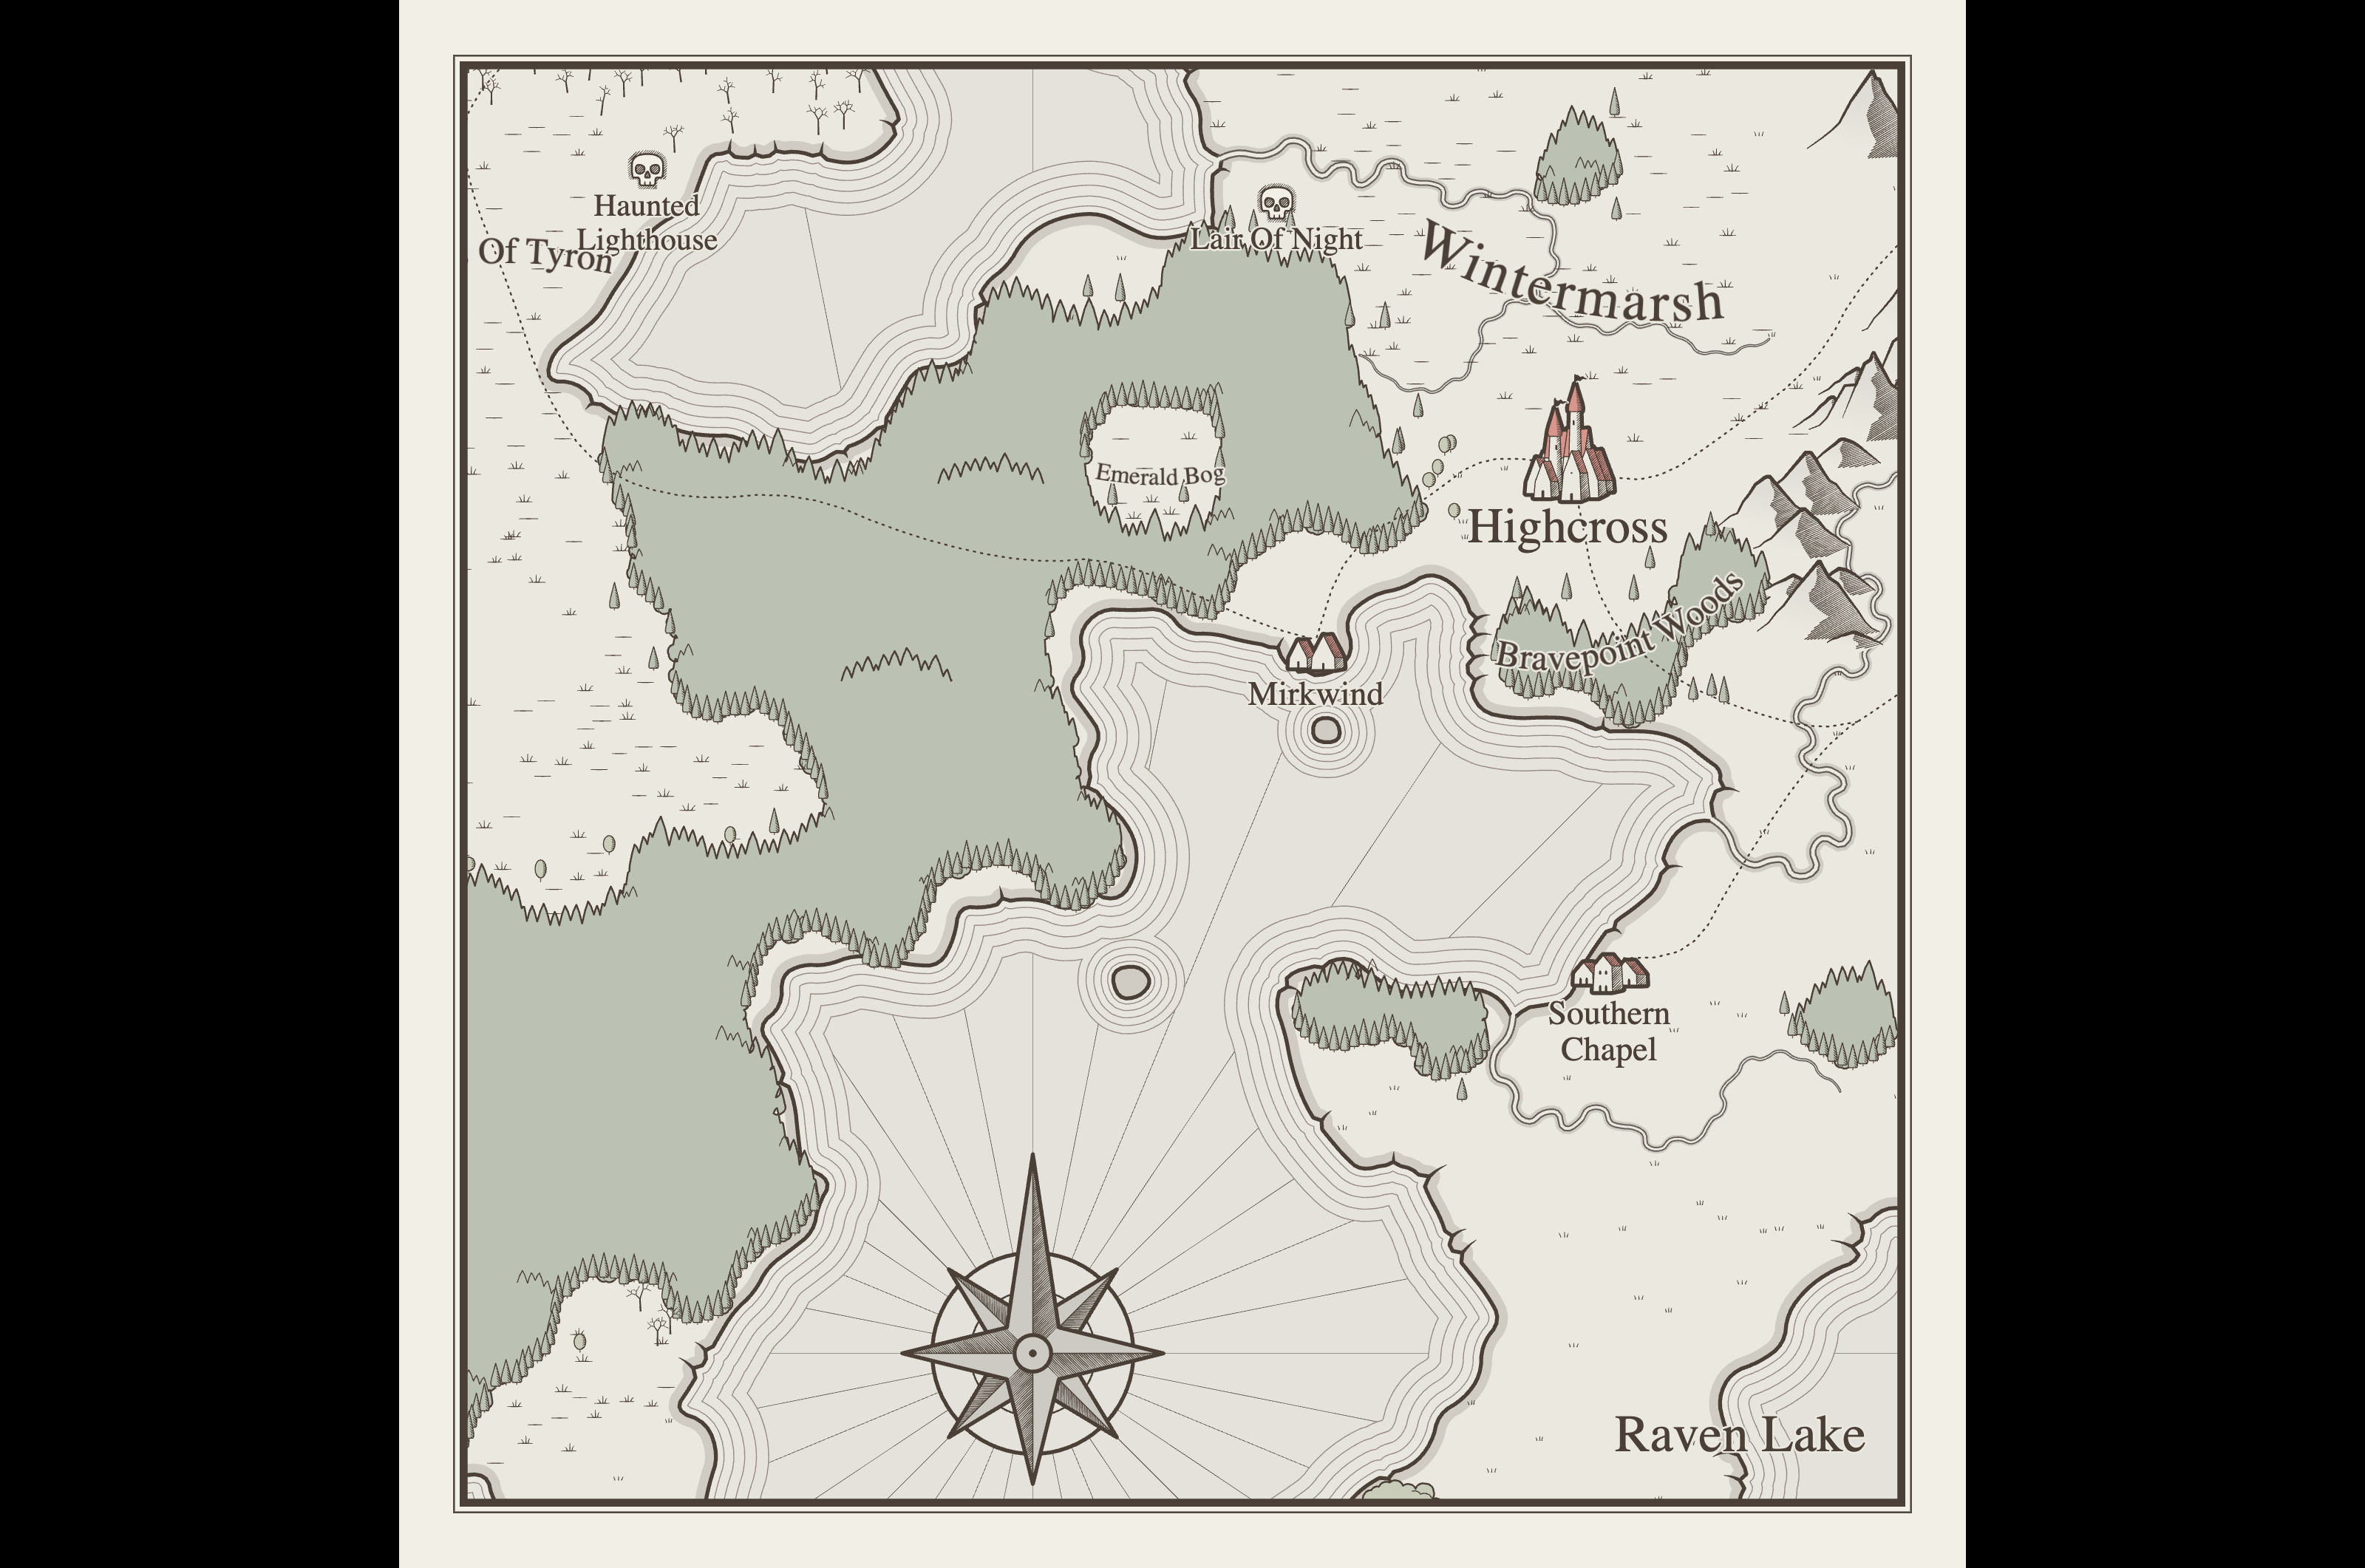 Haunted
Lighthouse
Of Tyron
Lair Of Night
Wintermarsh
Emerald Bog
Highcross
Bravepoint Woods
Mirkwind
Southern
Chapel
Raven Lake